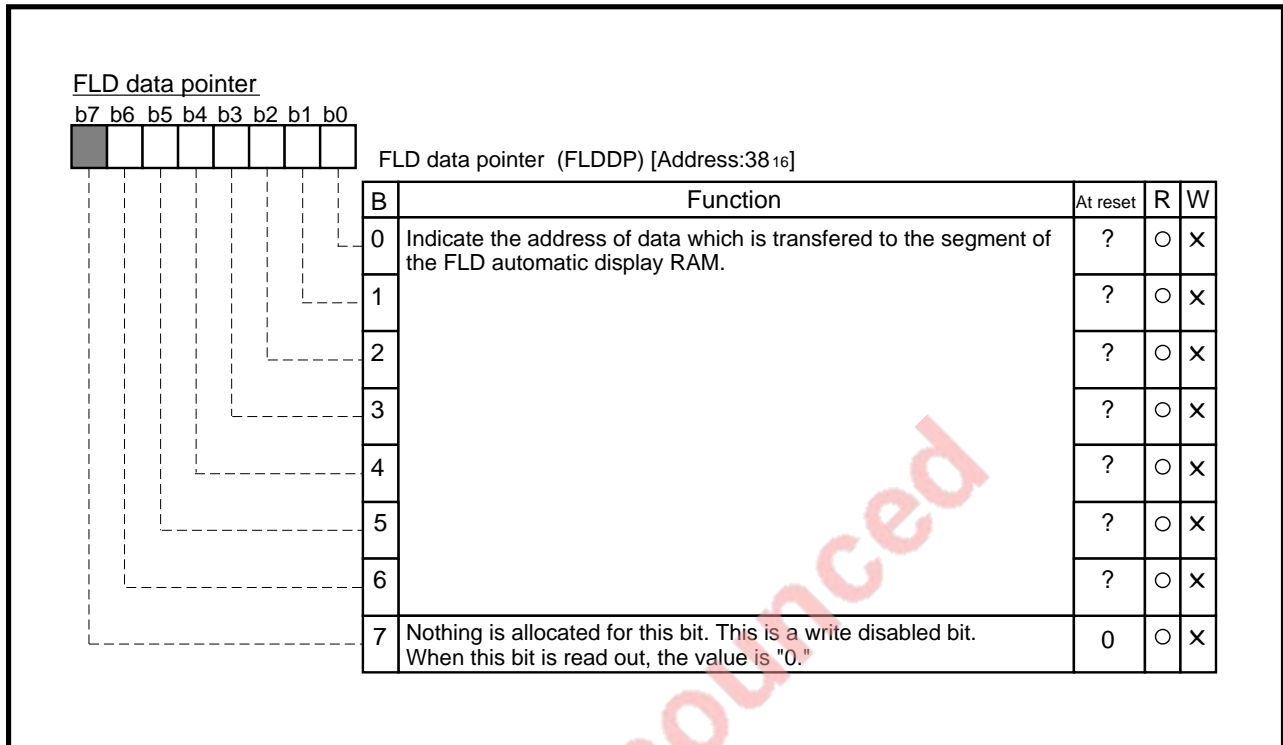 FLD data pointer
b7 b6 b5 b4 b3 b2 b1 b0
FLD data pointer (FLDDP) [Address:3816]
B Function At reset R W
0 Indicate the address of data which is transfered to the segment of ? ○ ×
the FLD automatic display RAM.
1 ? ○ ×
2 ? ○ ×
3 ? ○ ×
4 ? ○ ×
5 ? ○ ×
6 ? ○ ×
7 Nothing is allocated for this bit. This is a write disabled bit. 0 ○ ×
When this bit is read out, the value is "0."
ounced